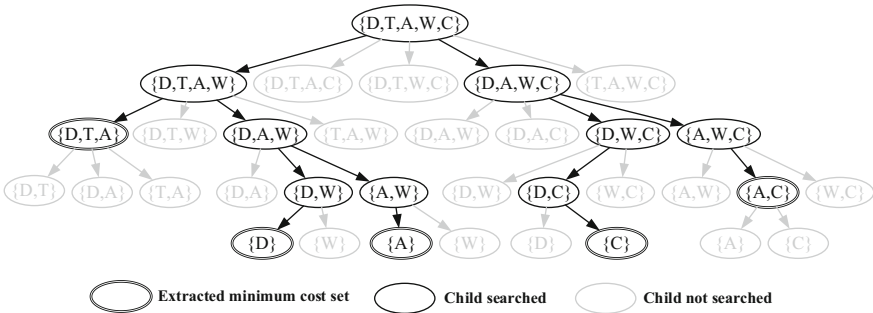 {D,T,A,W,C}
{D,T,A,W} {D,T,A,C} {D,T,W,C} {D,A,W,C} {T,A,W,C}
{D,T,A} {D,T,W} {D,A,W} {T,A,W} {D,A,W} {D,A,C} {D,W,C} {A,W,C}
{D,T} {D,A} {T,A} {D,A} {D,W} {A,W} {D,W} {D,C} {W,C} {A,W} {A,C} {W,C}
{D} {W} {A} {W} {D} {C} {A} {C}
Extracted minimum cost set Child searched Child not searched